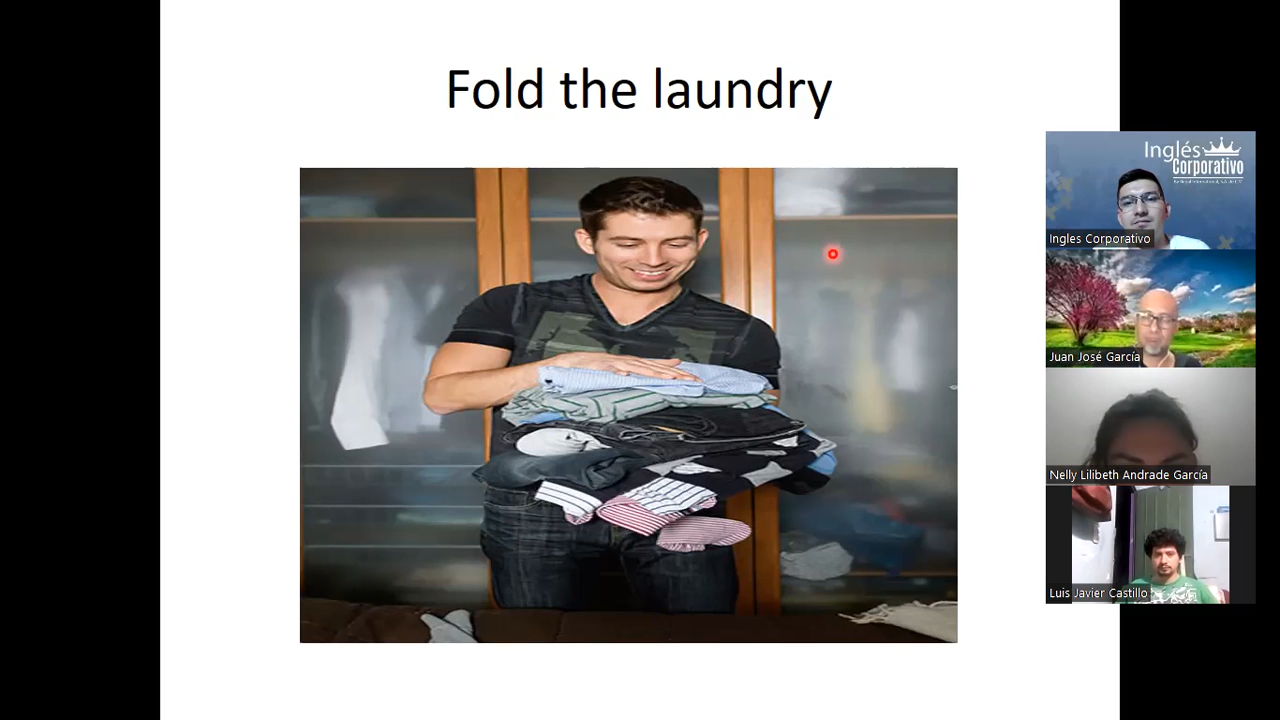 Fold the laundry
Inglés
Corporativo
Ingles Corporativo
Juan José García
Nelly Lilibeth Andrade García
Luis Javier Castillo